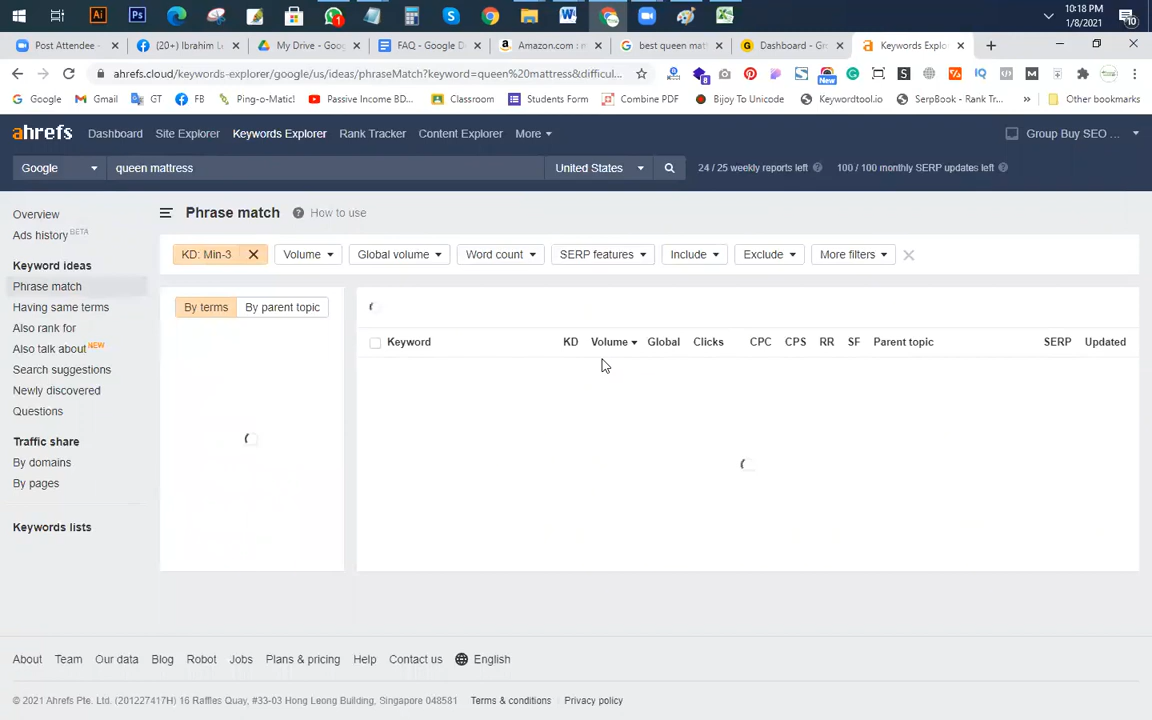 10:18 PM
1/8/2021
10
Post Attendee -
(20+) Ibrahim L
My Drive - Goo
FAQ - Google D
Amazon.com : m
best queen mat
Dashboard - Gr
Keywords Explo
ahrefs.cloud/keywords-explorer/google/us/ideas/phraseMatch?keyword=queen%20mattress&difficul...
Google
Gmail
GT
FB
Ping-o-Matic!
Passive Income BD...
Classroom
Students Form
Combine PDF
Bijoy To Unicode
Keywordtool.io
SerpBook - Rank Tr...
Other bookmarks
ahrefs
Dashboard
Site Explorer
Keywords Explorer
Rank Tracker
Content Explorer
More
Group Buy SEO ...
Google
queen mattress
United States
24 / 25 weekly reports left
100 / 100 monthly SERP updates left
Overview
Ads history BETA
Keyword ideas
Phrase match
Having same terms
Also rank for
Also talk about NEW
Search suggestions
Newly discovered
Questions
Traffic share
By domains
By pages
Keywords lists
Phrase match
How to use
KD: Min-3
Volume
Global volume
Word count
SERP features
Include
Exclude
More filters
By terms
By parent topic
Keyword
KD
Volume
Global
Clicks
CPC
CPS
RR
SF
Parent topic
SERP
Updated
About
Team
Our data
Blog
Robot
Jobs
Plans & pricing
Help
Contact us
English
© 2021 Ahrefs Pte. Ltd. (201227417H) 16 Raffles Quay, #33-03 Hong Leong Building, Singapore 048581
Terms & conditions
Privacy policy